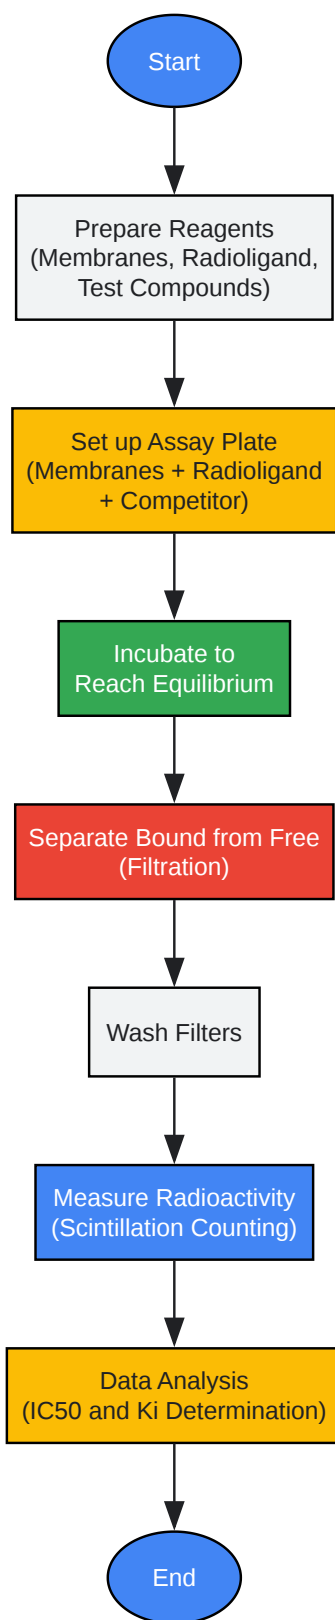 Start
Prepare Reagents
(Membranes, Radioligand,
Test Compounds)
Set up Assay Plate
(Membranes + Radioligand
+ Competitor)
Incubate to
Reach Equilibrium
Separate Bound from Free
(Filtration)
Wash Filters
Measure Radioactivity
(Scintillation Counting)
Data Analysis
(IC50 and Ki Determination)
End